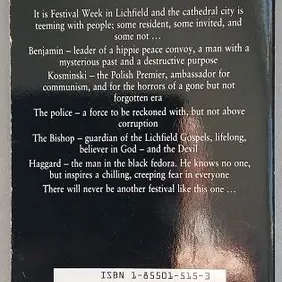 It is Festival Week in Lichfield and the cathedral city is
teeming with people; some resident, some invited, and
some not ...
Benjamin – leader of a hippie peace convoy, a man with a
mysterious past and a destructive purpose
Kosminski – the Polish Premier, ambassador for
communism, and for the horrors of a gone but not
forgotten era
The police – a force to be reckoned with, but not above
corruption
The Bishop – guardian of the Lichfield Gospels, lifelong,
believer in God – and the Devil
Haggard – the man in the black fedora. He knows no one,
but inspires a chilling, creeping fear in everyone
There will never be another festival like this one ...
ISBN 1-85501-515-3